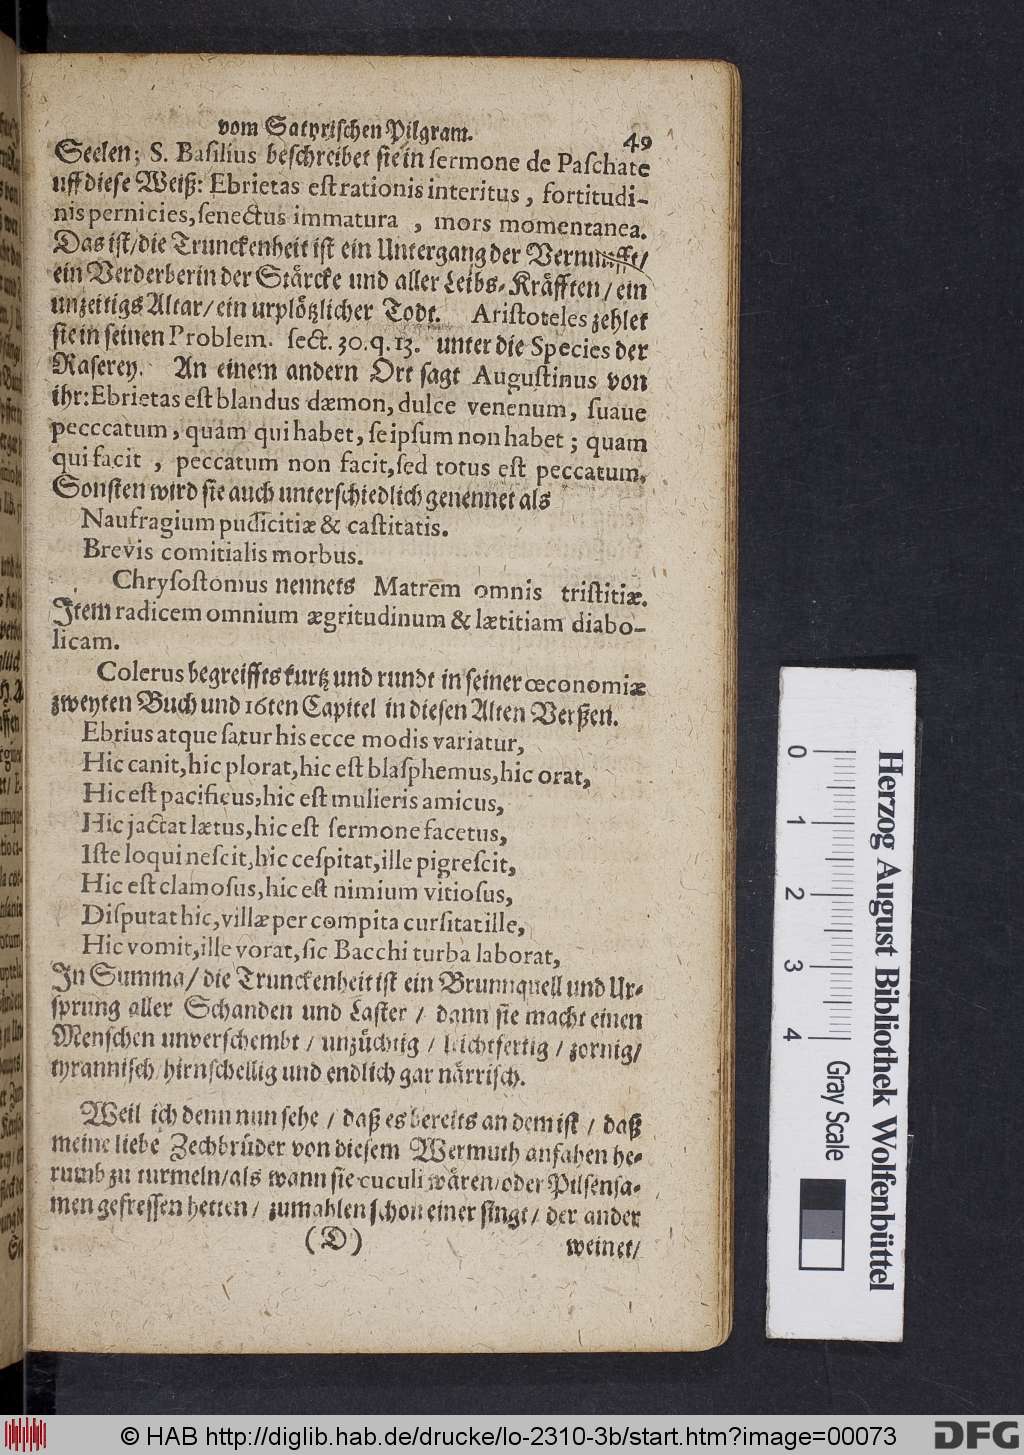 vom Satyrischen Pilgram. 49
Seelen; S. Basilius beschreibet sie in sermone de Paschate
uff diese Weiß: Ebrietas est rationis interitus, fortitudi-
nis pernicies, senectus immatura, mors momentanea.
Das ist/die Trunckenheit ist ein Untergang der Vernunfft/
ein Verderberin der Stärcke und aller Leibs-Kräfften/ein
unzeitigs Altar/ein urplötzlicher Todt. Aristoteles zehlet
sie in seinen Problem. sect. 30. q. 13. unter die Species der
Raserey. An einem andern Ort sagt Augustinus von
ihr: Ebrietas est blandus dæmon, dulce venenum, suaue
pecccatum, quam qui habet, se ipsum non habet; quam
qui facit, peccatum non facit, sed totus est peccatum.
Sonsten wird sie auch unterschiedlich genennet als
Naufragium pudicitiæ & castitatis.
Brevis comitialis morbus.
Chrysostomus nennets Matrem omnis tristitiæ.
Item radicem omnium ægritudinum & lætitiam diabo-
licam.
Colerus begreiffts kurtz und rundt in seiner œconomiæ
zweyten Buch und 16ten Capitel in diesen Alten Verßen.
Ebrius atque satur his ecce modis variatur,
Hic canit, hic plorat, hic est blasphemus, hic orat,
Hic est pacificus, hic est mulieris amicus,
Hic jactat lætus, hic est sermone facetus,
Iste loqui nescit, hic cespitat, ille pigrescit,
Hic est clamosus, hic est nimium vitiosus,
Disputat hic, villæ per compita cursitat ille,
Hic vomit, ille vorat, sic Bacchi turba laborat,
In Summa/ die Trunckenheit ist ein Brunnquell und Ur-
sprung aller Schanden und Laster/ dann sie macht einen
Menschen unverschembt/ unzüchtig/ leichtfertig/ zornig/
tyrannisch/hirnschellig und endlich gar närrisch.
Weil ich denn nun sehe/ daß es bereits an dem ist/ daß
meine liebe Zechbrüder von diesem Wermuth anfahen he-
rumb zu turmeln/als wann sie cuculi wären/oder Pilsensa-
men gefressen hetten/ zumahlen schon einer singt/ der ander
(D) weinet/
0 1 2 3 4
Gray Scale
Herzog August Bibliothek Wolfenbüttel
© HAB http://diglib.hab.de/drucke/lo-2310-3b/start.htm?image=00073
DFG